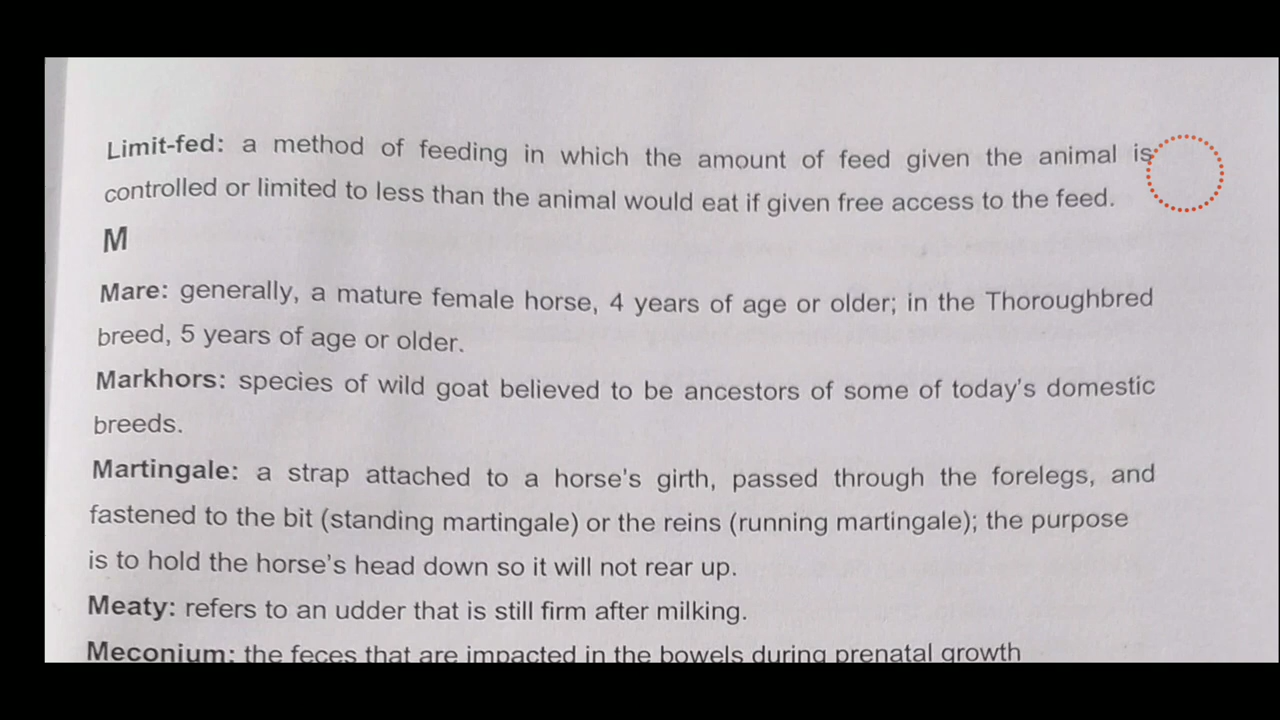 Limit-fed: a method of feeding in which the amount of feed given the animal is
controlled or limited to less than the animal would eat if given free access to the feed.
M
Mare: generally, a mature female horse, 4 years of age or older; in the Thoroughbred
breed, 5 years of age or older.
Markhors: species of wild goat believed to be ancestors of some of today's domestic
breeds.
Martingale: a strap attached to a horse's girth, passed through the forelegs, and
fastened to the bit (standing martingale) or the reins (running martingale); the purpose
is to hold the horse's head down so it will not rear up.
Meaty: refers to an udder that is still firm after milking.
Meconium: the feces that are impacted in the bowels during prenatal growth